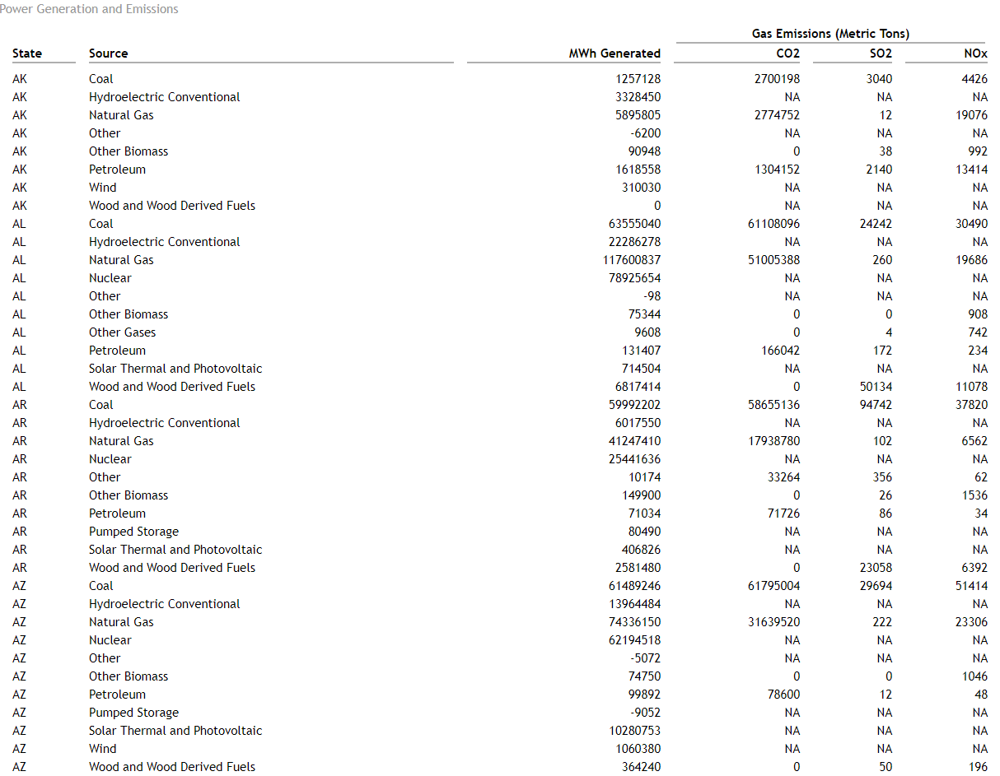 Power Generation and Emissions
Gas Emissions (Metric Tons)
State Source MWh Generated CO2 SO2 NOx
AK Coal 1257128 2700198 3040 4426
AK Hydroelectric Conventional 3328450 NA NA NA
AK Natural Gas 5895805 2774752 12 19076
AK Other -6200 NA NA NA
AK Other Biomass 90948 0 38 992
AK Petroleum 1618558 1304152 2140 13414
AK Wind 310030 NA NA NA
AK Wood and Wood Derived Fuels 0 NA NA NA
AL Coal 63555040 61108096 24242 30490
AL Hydroelectric Conventional 22286278 NA NA NA
AL Natural Gas 117600837 51005388 260 19686
AL Nuclear 78925654 NA NA NA
AL Other -98 NA NA NA
AL Other Biomass 75344 0 0 908
AL Other Gases 9608 0 4 742
AL Petroleum 131407 166042 172 234
AL Solar Thermal and Photovoltaic 714504 NA NA NA
AL Wood and Wood Derived Fuels 6817414 0 50134 11078
AR Coal 59992202 58655136 94742 37820
AR Hydroelectric Conventional 6017550 NA NA NA
AR Natural Gas 41247410 17938780 102 6562
AR Nuclear 25441636 NA NA NA
AR Other 10174 33264 356 62
AR Other Biomass 149900 0 26 1536
AR Petroleum 71034 71726 86 34
AR Pumped Storage 80490 NA NA NA
AR Solar Thermal and Photovoltaic 406826 NA NA NA
AR Wood and Wood Derived Fuels 2581480 0 23058 6392
AZ Coal 61489246 61795004 29694 51414
AZ Hydroelectric Conventional 13964484 NA NA NA
AZ Natural Gas 74336150 31639520 222 23306
AZ Nuclear 62194518 NA NA NA
AZ Other -5072 NA NA NA
AZ Other Biomass 74750 0 0 1046
AZ Petroleum 99892 78600 12 48
AZ Pumped Storage -9052 NA NA NA
AZ Solar Thermal and Photovoltaic 10280753 NA NA NA
AZ Wind 1060380 NA NA NA
AZ Wood and Wood Derived Fuels 364240 0 50 196